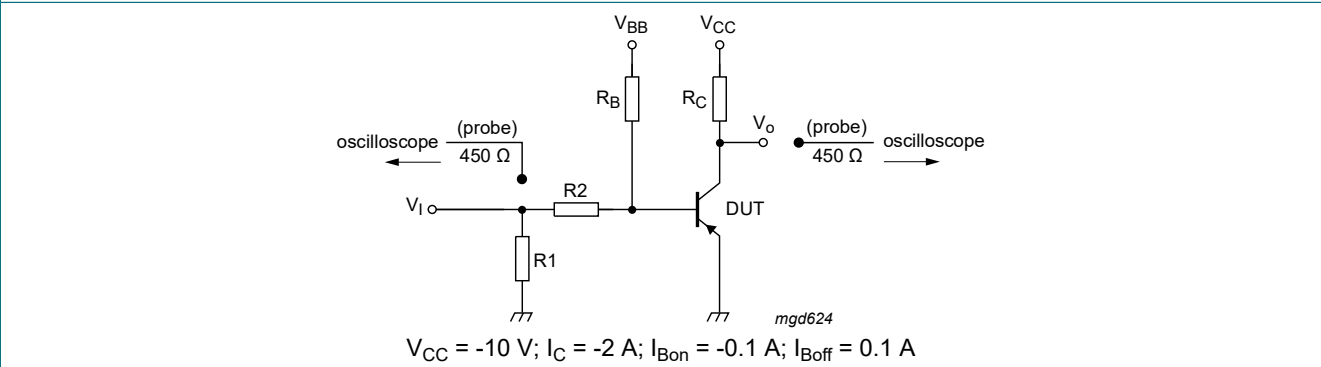 V_BB V_CC
R_B R_C
V_o
oscilloscope (probe) 450 Ω
(probe) 450 Ω oscilloscope
R2
V_I
DUT
R1
mgd624
V_CC = -10 V; I_C = -2 A; I_Bon = -0.1 A; I_Boff = 0.1 A